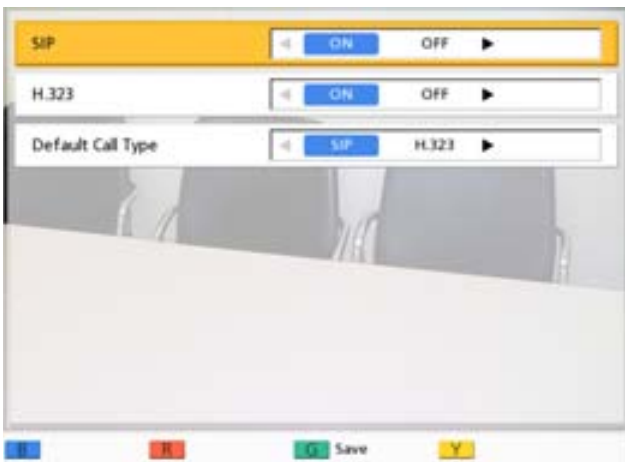 SIP ON OFF
H.323 ON OFF
Default Call Type SIP H.323
B R G Save Y